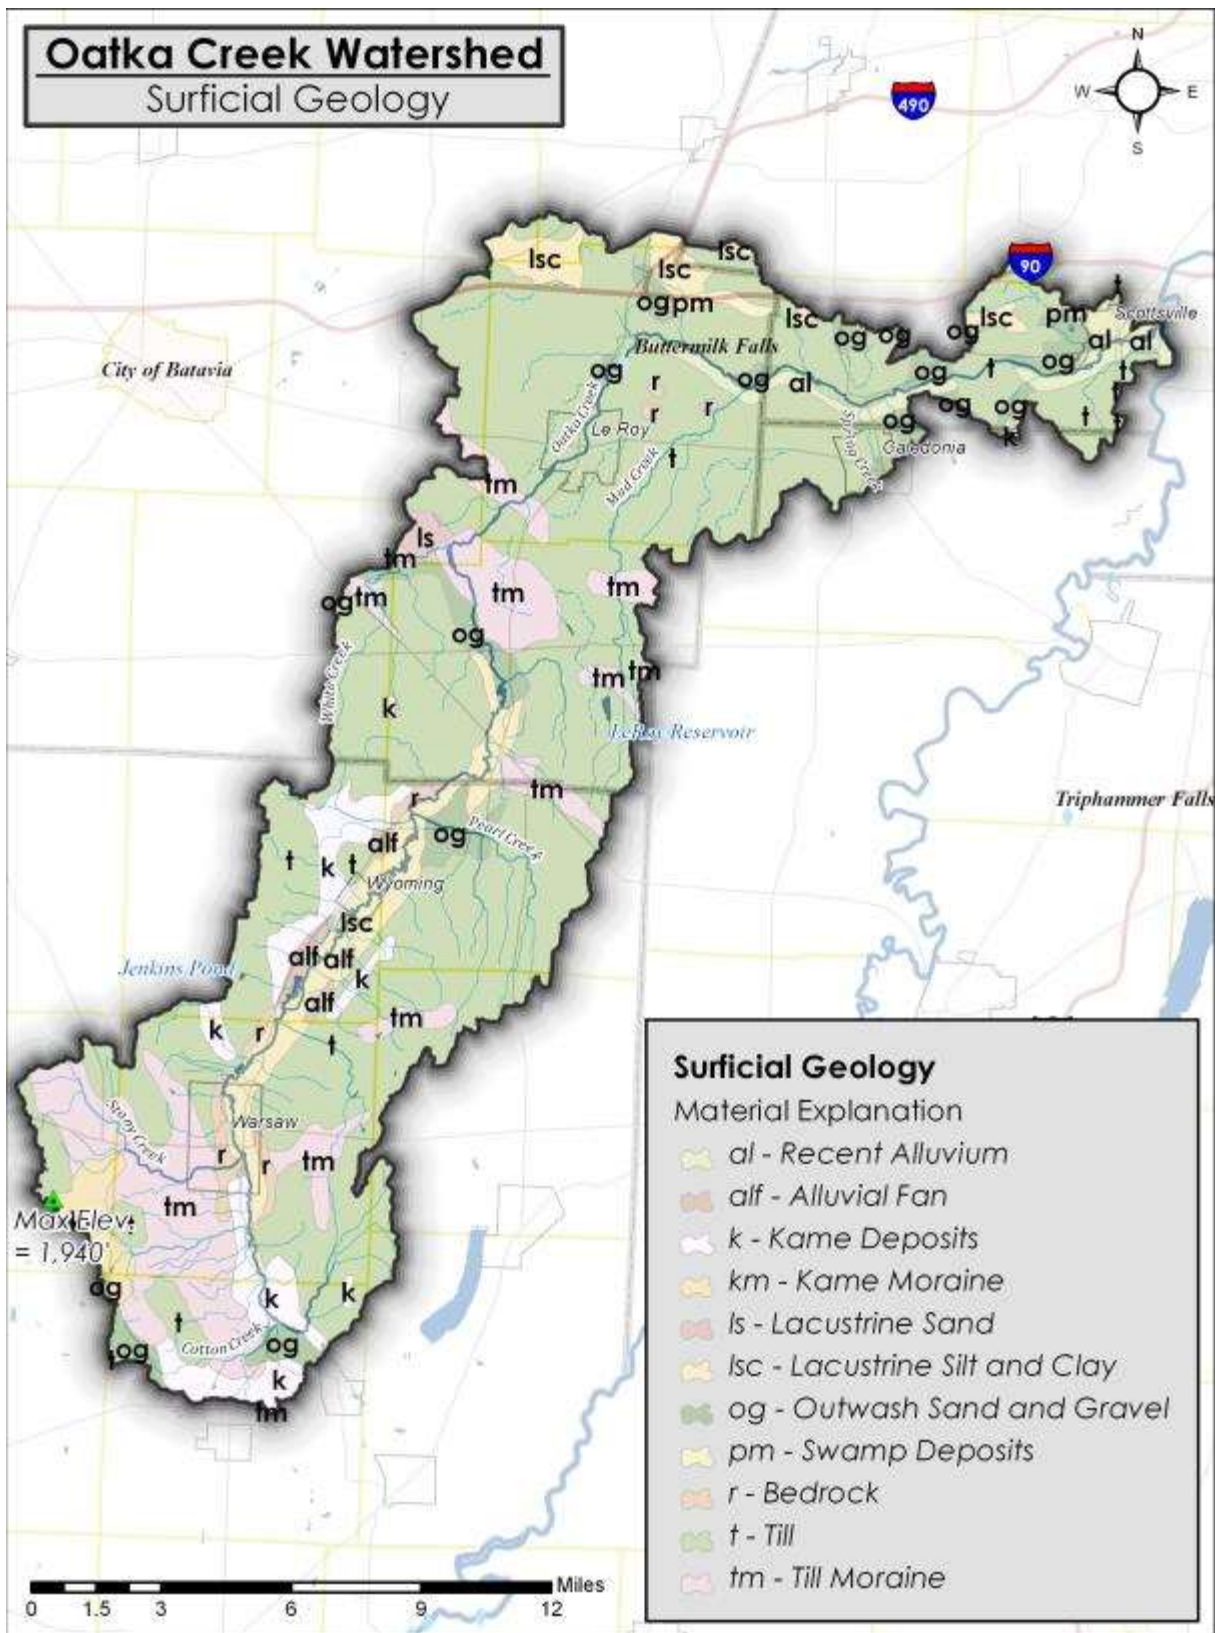 Oatka Creek Watershed
Surficial Geology
N
W E
S
490
90
lsc
lsc
lsc
og pm
lsc
og
og
og
lsc
pm
t
Scottsville
al
al
City of Batavia
Buttermilk Falls
og
r
r
r
og
al
og
t
og
t
og
og
og
t
k
Oatka Creek
Le Roy
Mud Creek
t
Spring Creek
Caledonia
tm
ls
tm
og tm
tm
tm
og
tm tm
White Creek
k
LeRoy Reservoir
tm
Triphammer Falls
r
og
Pearl Creek
alf
t
k
t
Wyoming
lsc
alf alf
k
Jenkins Pond
alf
k
r
t
tm
Stony Creek
Warsaw
r
r
tm
tm
Max Elev.
= 1,940'
t
t
og
k
k
t
og
t
Cotton Creek
og
k
tm
Surficial Geology
Material Explanation
al - Recent Alluvium
alf - Alluvial Fan
k - Kame Deposits
km - Kame Moraine
ls - Lacustrine Sand
lsc - Lacustrine Silt and Clay
og - Outwash Sand and Gravel
pm - Swamp Deposits
r - Bedrock
t - Till
tm - Till Moraine
Miles
0 1.5 3 6 9 12